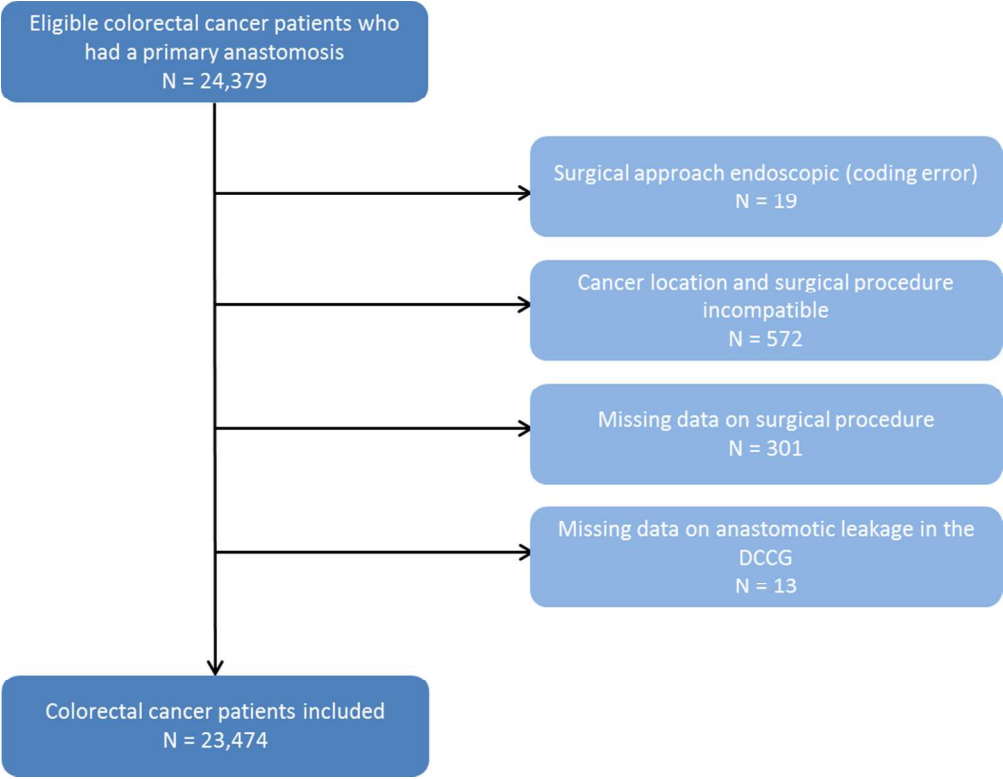 Eligible colorectal cancer patients who
had a primary anastomosis
N = 24,379
Surgical approach endoscopic (coding error)
N = 19
Cancer location and surgical procedure
incompatible
N = 572
Missing data on surgical procedure
N = 301
Missing data on anastomotic leakage in the
DCCG
N = 13
Colorectal cancer patients included
N = 23,474